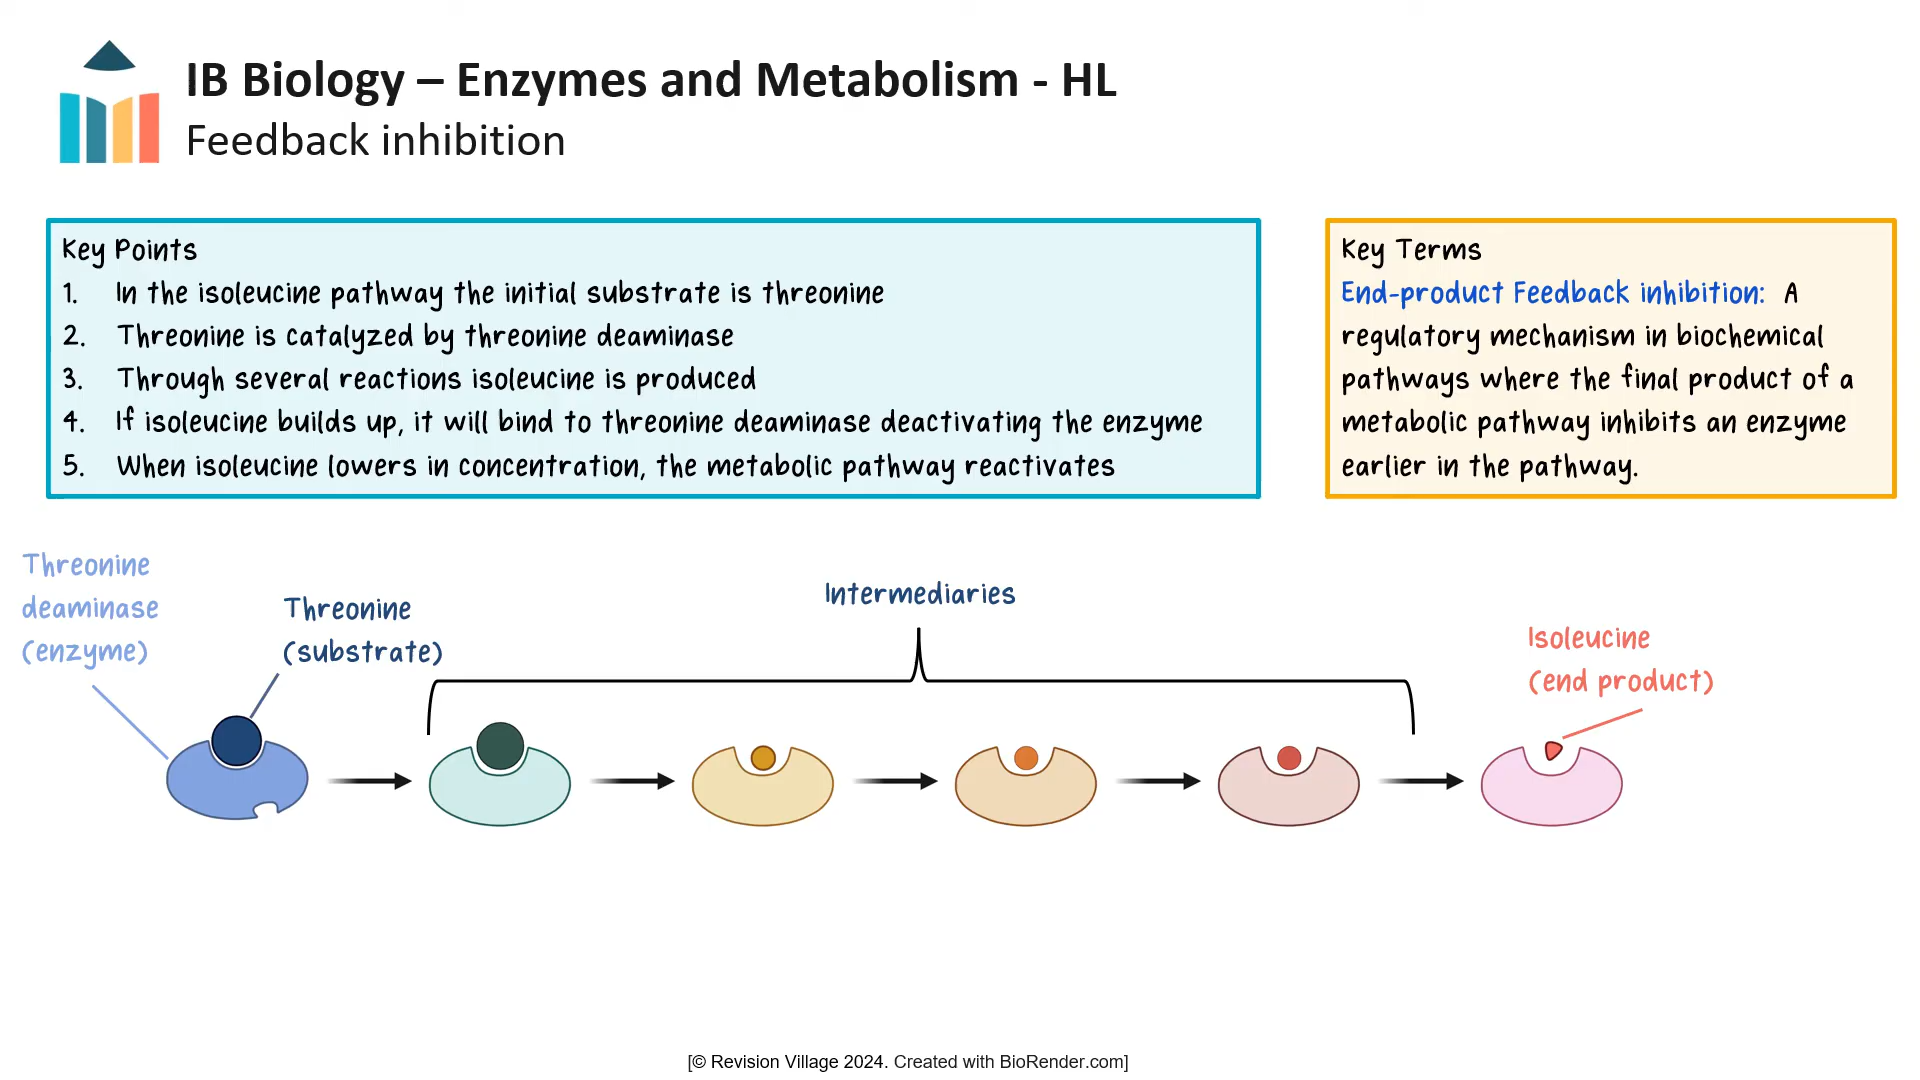 IB Biology – Enzymes and Metabolism - HL
Feedback inhibition
Key Points
1. In the isoleucine pathway the initial substrate is threonine
2. Threonine is catalyzed by threonine deaminase
3. Through several reactions isoleucine is produced
4. If isoleucine builds up, it will bind to threonine deaminase deactivating the enzyme
5. When isoleucine lowers in concentration, the metabolic pathway reactivates
Key Terms
End-product Feedback inhibition: A
regulatory mechanism in biochemical
pathways where the final product of a
metabolic pathway inhibits an enzyme
earlier in the pathway.
Threonine
deaminase
(enzyme)
Threonine
(substrate)
Intermediaries
Isoleucine
(end product)
[© Revision Village 2024. Created with BioRender.com]